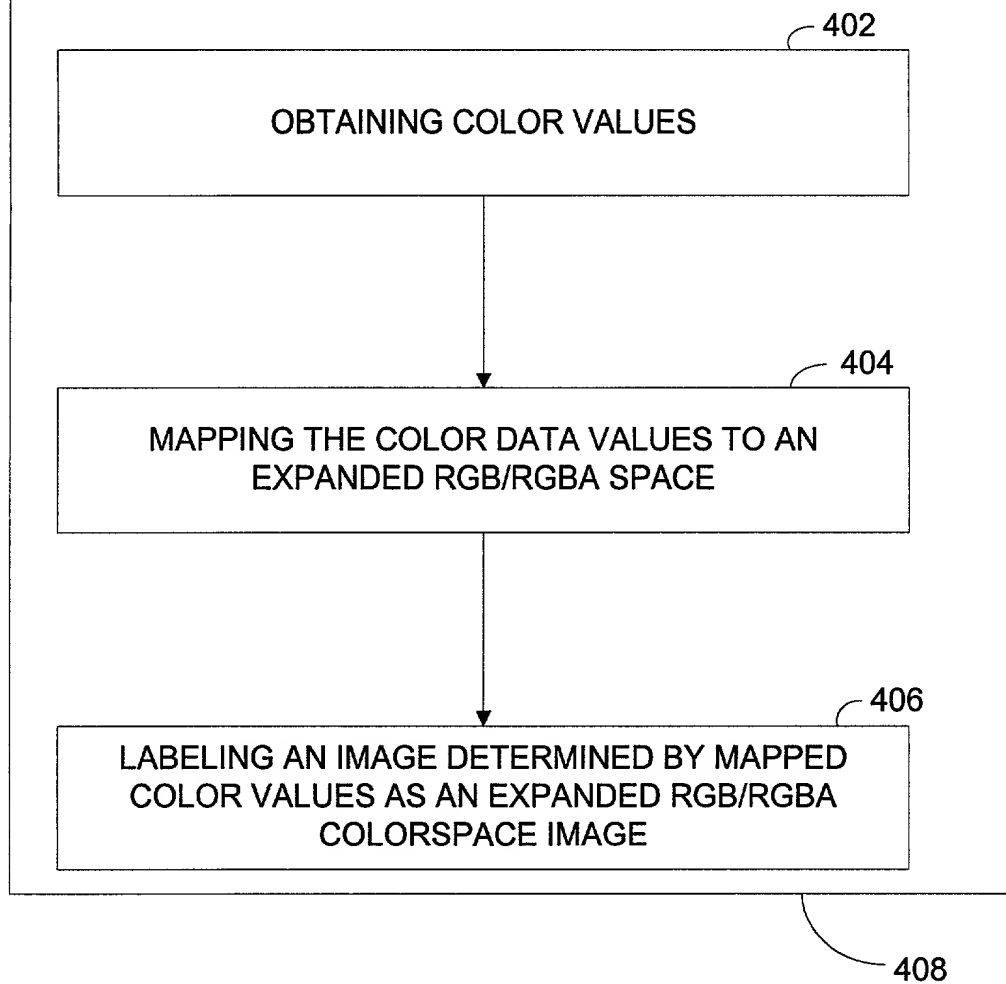 402
OBTAINING COLOR VALUES
404
MAPPING THE COLOR DATA VALUES TO AN
EXPANDED RGB/RGBA SPACE
406
LABELING AN IMAGE DETERMINED BY MAPPED
COLOR VALUES AS AN EXPANDED RGB/RGBA
COLORSPACE IMAGE
408